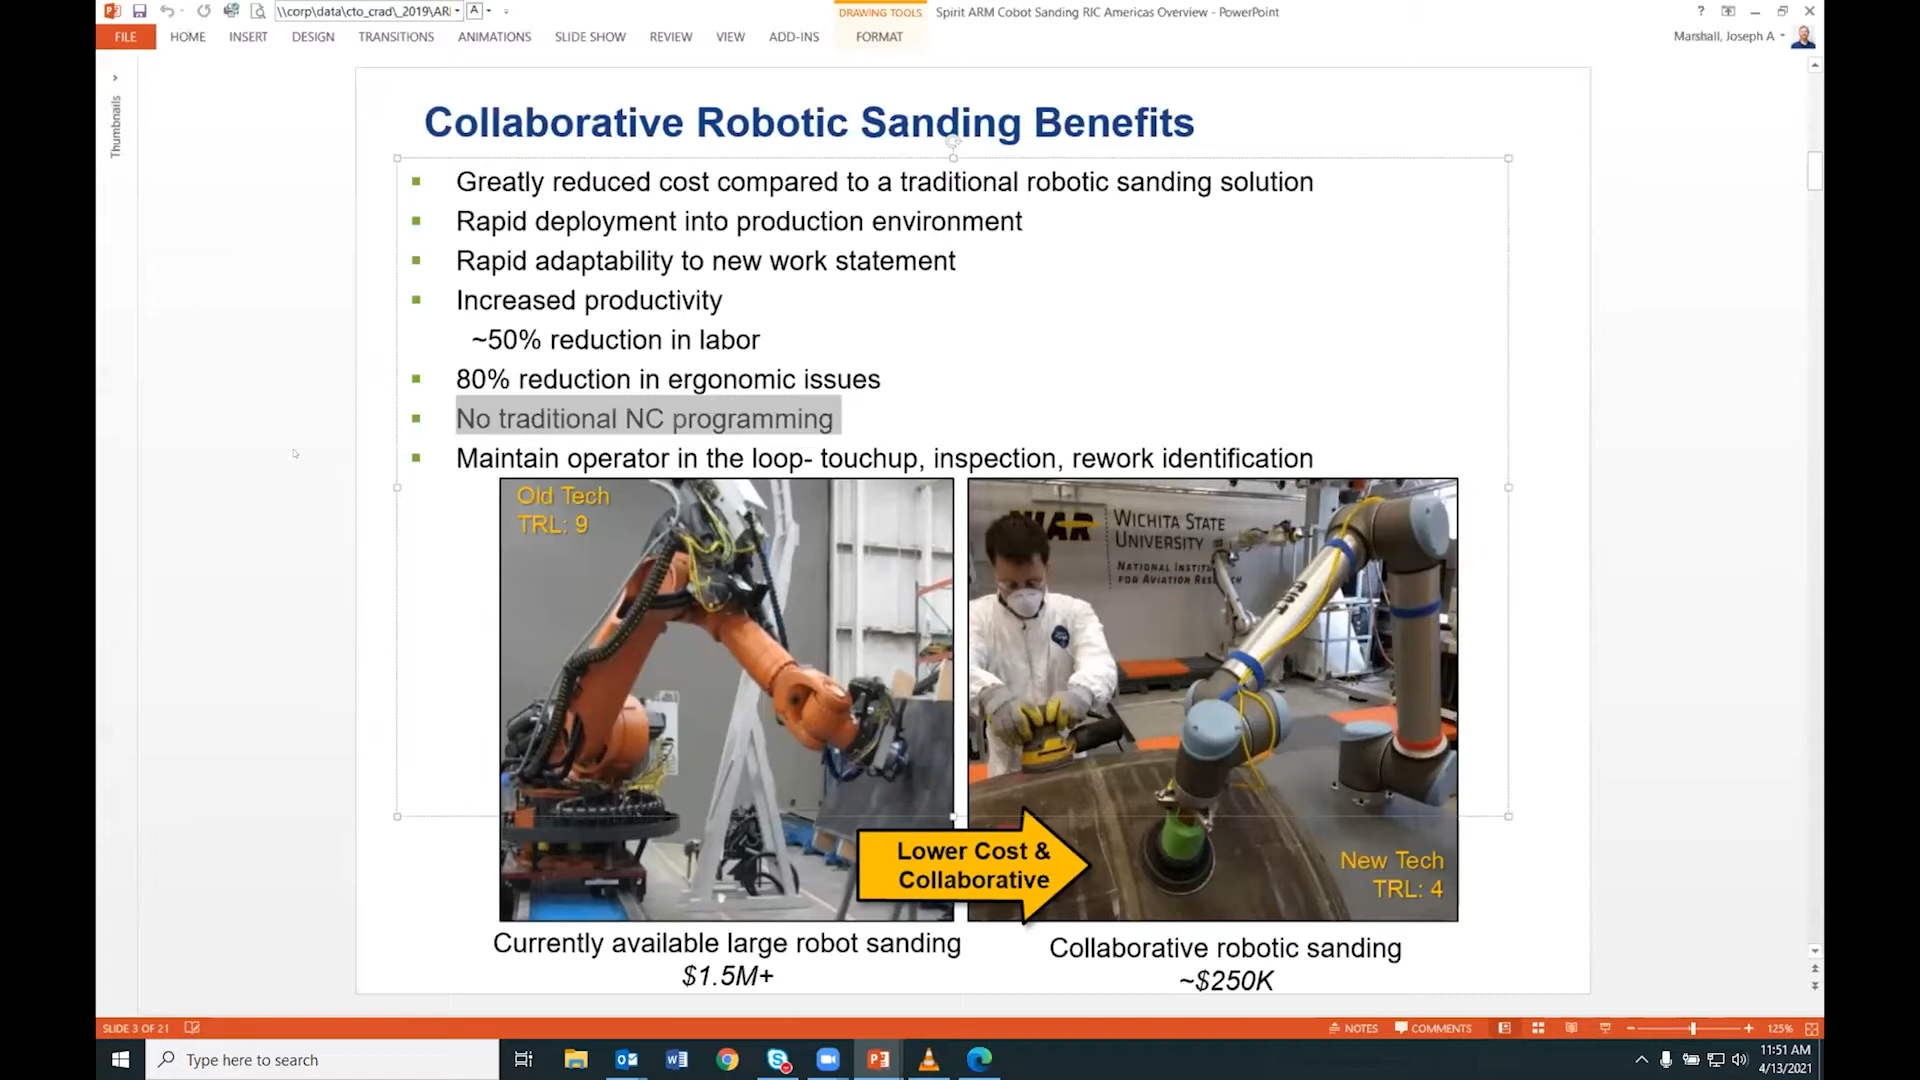 \\corp\data\cto_crad\_2019\AR
A
DRAWING TOOLS
Spirit ARM Cobot Sanding RIC Americas Overview - PowerPoint
?
FILE
HOME
INSERT
DESIGN
TRANSITIONS
ANIMATIONS
SLIDE SHOW
REVIEW
VIEW
ADD-INS
FORMAT
Marshall, Joseph A
Thumbnails
Collaborative Robotic Sanding Benefits
Greatly reduced cost compared to a traditional robotic sanding solution
Rapid deployment into production environment
Rapid adaptability to new work statement
Increased productivity
~50% reduction in labor
80% reduction in ergonomic issues
No traditional NC programming
Maintain operator in the loop- touchup, inspection, rework identification
Old Tech
TRL: 9
NIAR
WICHITA STATE
UNIVERSITY
NATIONAL INSTITUTE
FOR AVIATION RESEARCH
Lower Cost &
Collaborative
New Tech
TRL: 4
Currently available large robot sanding
$1.5M+
Collaborative robotic sanding
~$250K
SLIDE 3 OF 21
NOTES
COMMENTS
125%
Type here to search
11:51 AM
4/13/2021